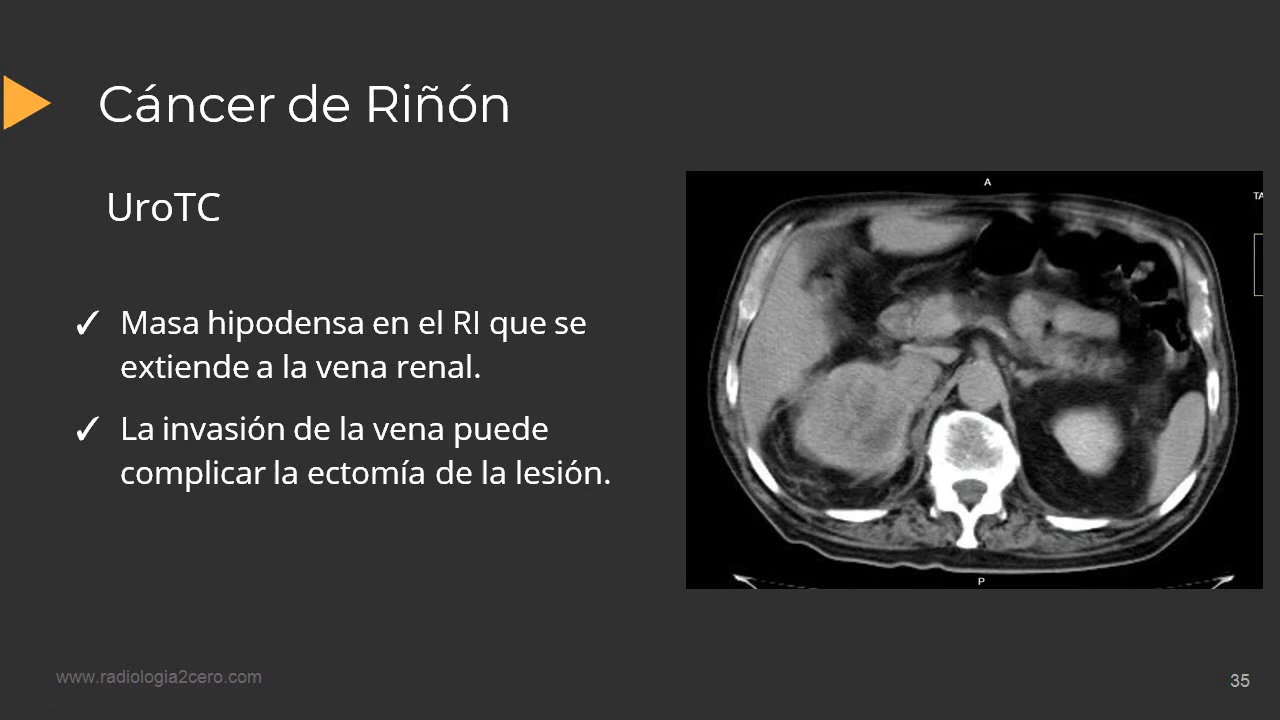 Cáncer de Riñón
UroTC
✓ Masa hipodensa en el RI que se
extiende a la vena renal.
✓ La invasión de la vena puede
complicar la ectomía de la lesión.
A
TA
P
www.radiologia2cero.com
35